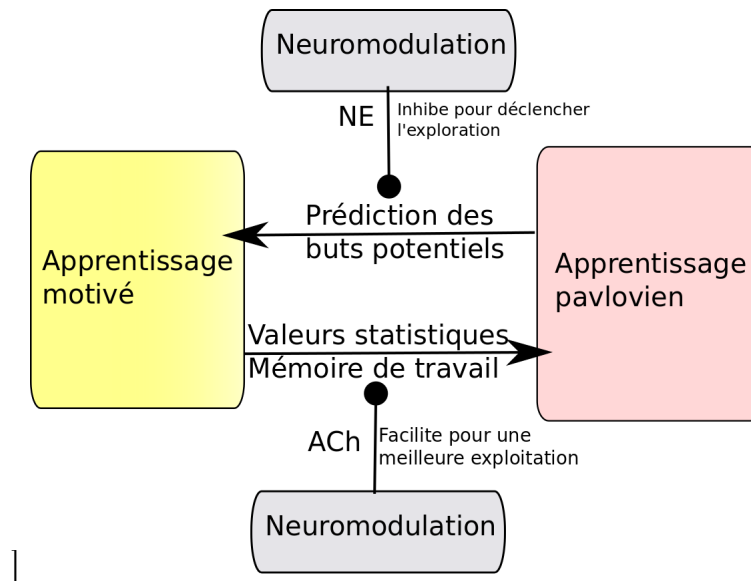 Neuromodulation
NE
Inhibe pour déclencher
l'exploration
Prédiction des
buts potentiels
Apprentissage
motivé
Apprentissage
pavlovien
Valeurs statistiques
Mémoire de travail
ACh
Facilite pour une
meilleure exploitation
Neuromodulation
]